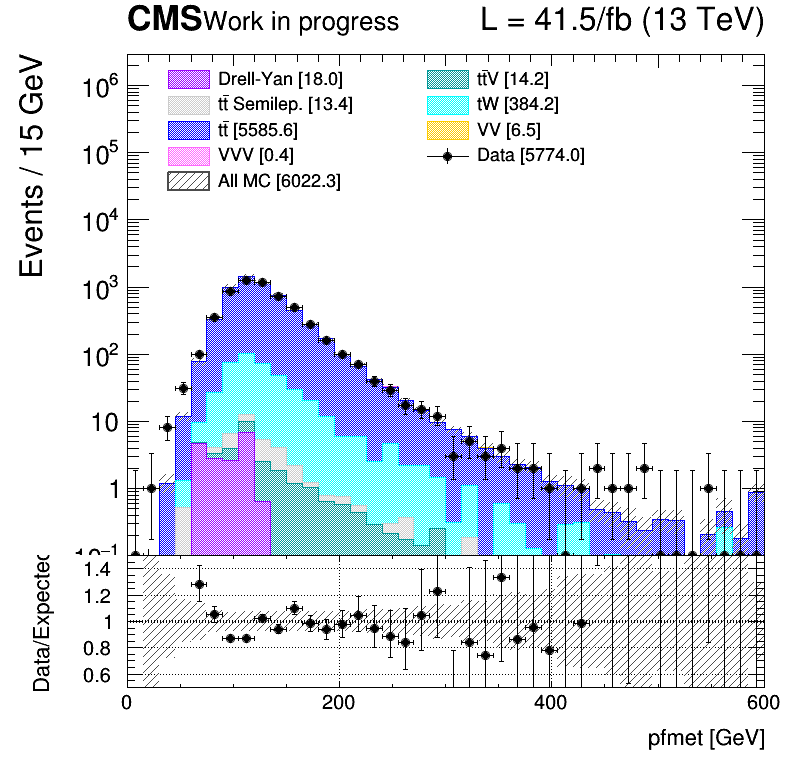 CMS Work in progress L = 41.5/fb (13 TeV)
Events / 15 GeV
Drell-Yan [18.0] tt̄V [14.2]
tt̄ Semilep. [13.4] tW [384.2]
tt̄ [5585.6] VV [6.5]
VVV [0.4] Data [5774.0]
All MC [6022.3]
10⁶
10⁵
10⁴
10³
10²
10
1
10⁻¹
Data/Expected
1.4
1.2
1
0.8
0.6
0 200 400 600
pfmet [GeV]